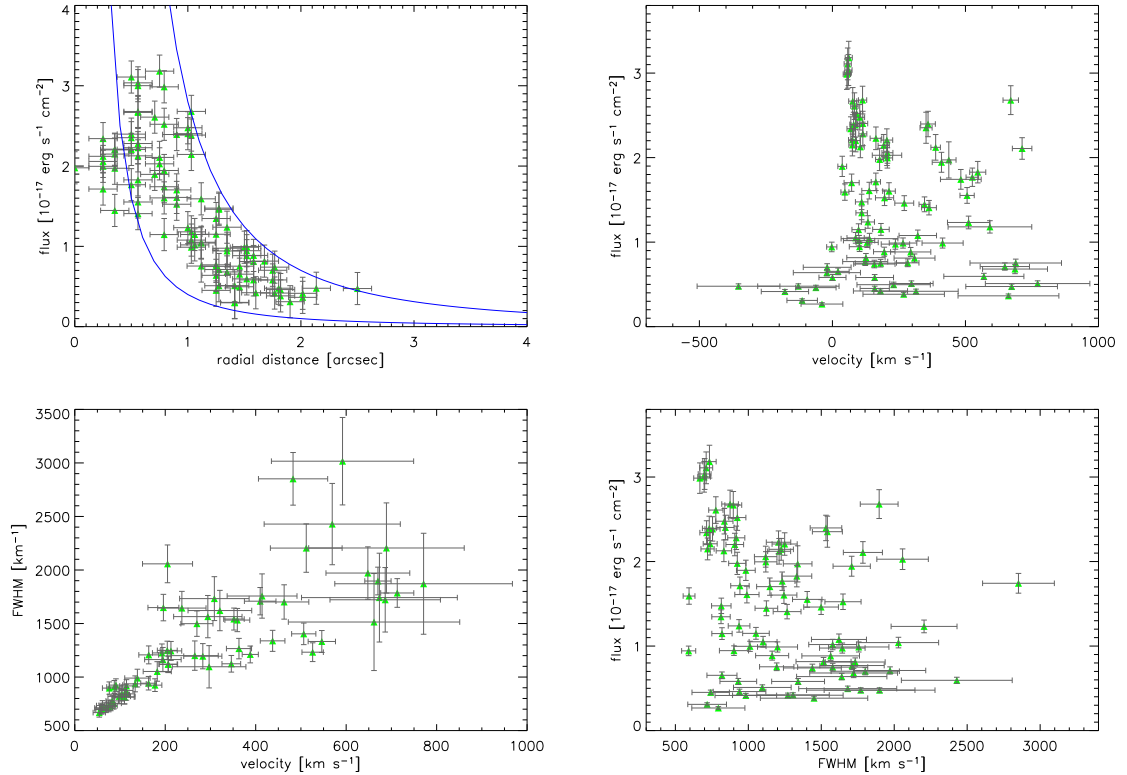 4
3
2
1
0
flux [10⁻¹⁷ erg s⁻¹ cm⁻²]
0 1 2 3 4
radial distance [arcsec]
3
2
1
0
flux [10⁻¹⁷ erg s⁻¹ cm⁻²]
−500 0 500 1000
velocity [km s⁻¹]
3500
3000
2500
2000
1500
1000
500
FWHM [km⁻¹]
0 200 400 600 800 1000
velocity [km s⁻¹]
3
2
1
0
flux [10⁻¹⁷ erg s⁻¹ cm⁻²]
500 1000 1500 2000 2500 3000
FWHM [km s⁻¹]